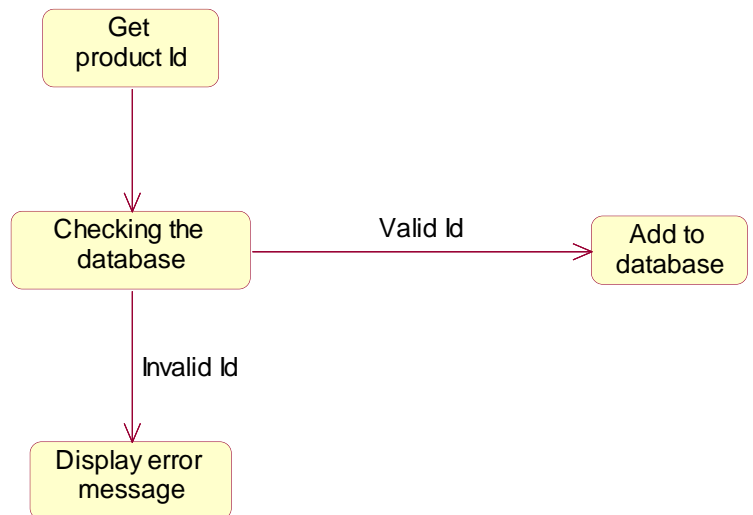 Get
product Id
Checking the
database
Valid Id
Add to
database
Invalid Id
Display error
message